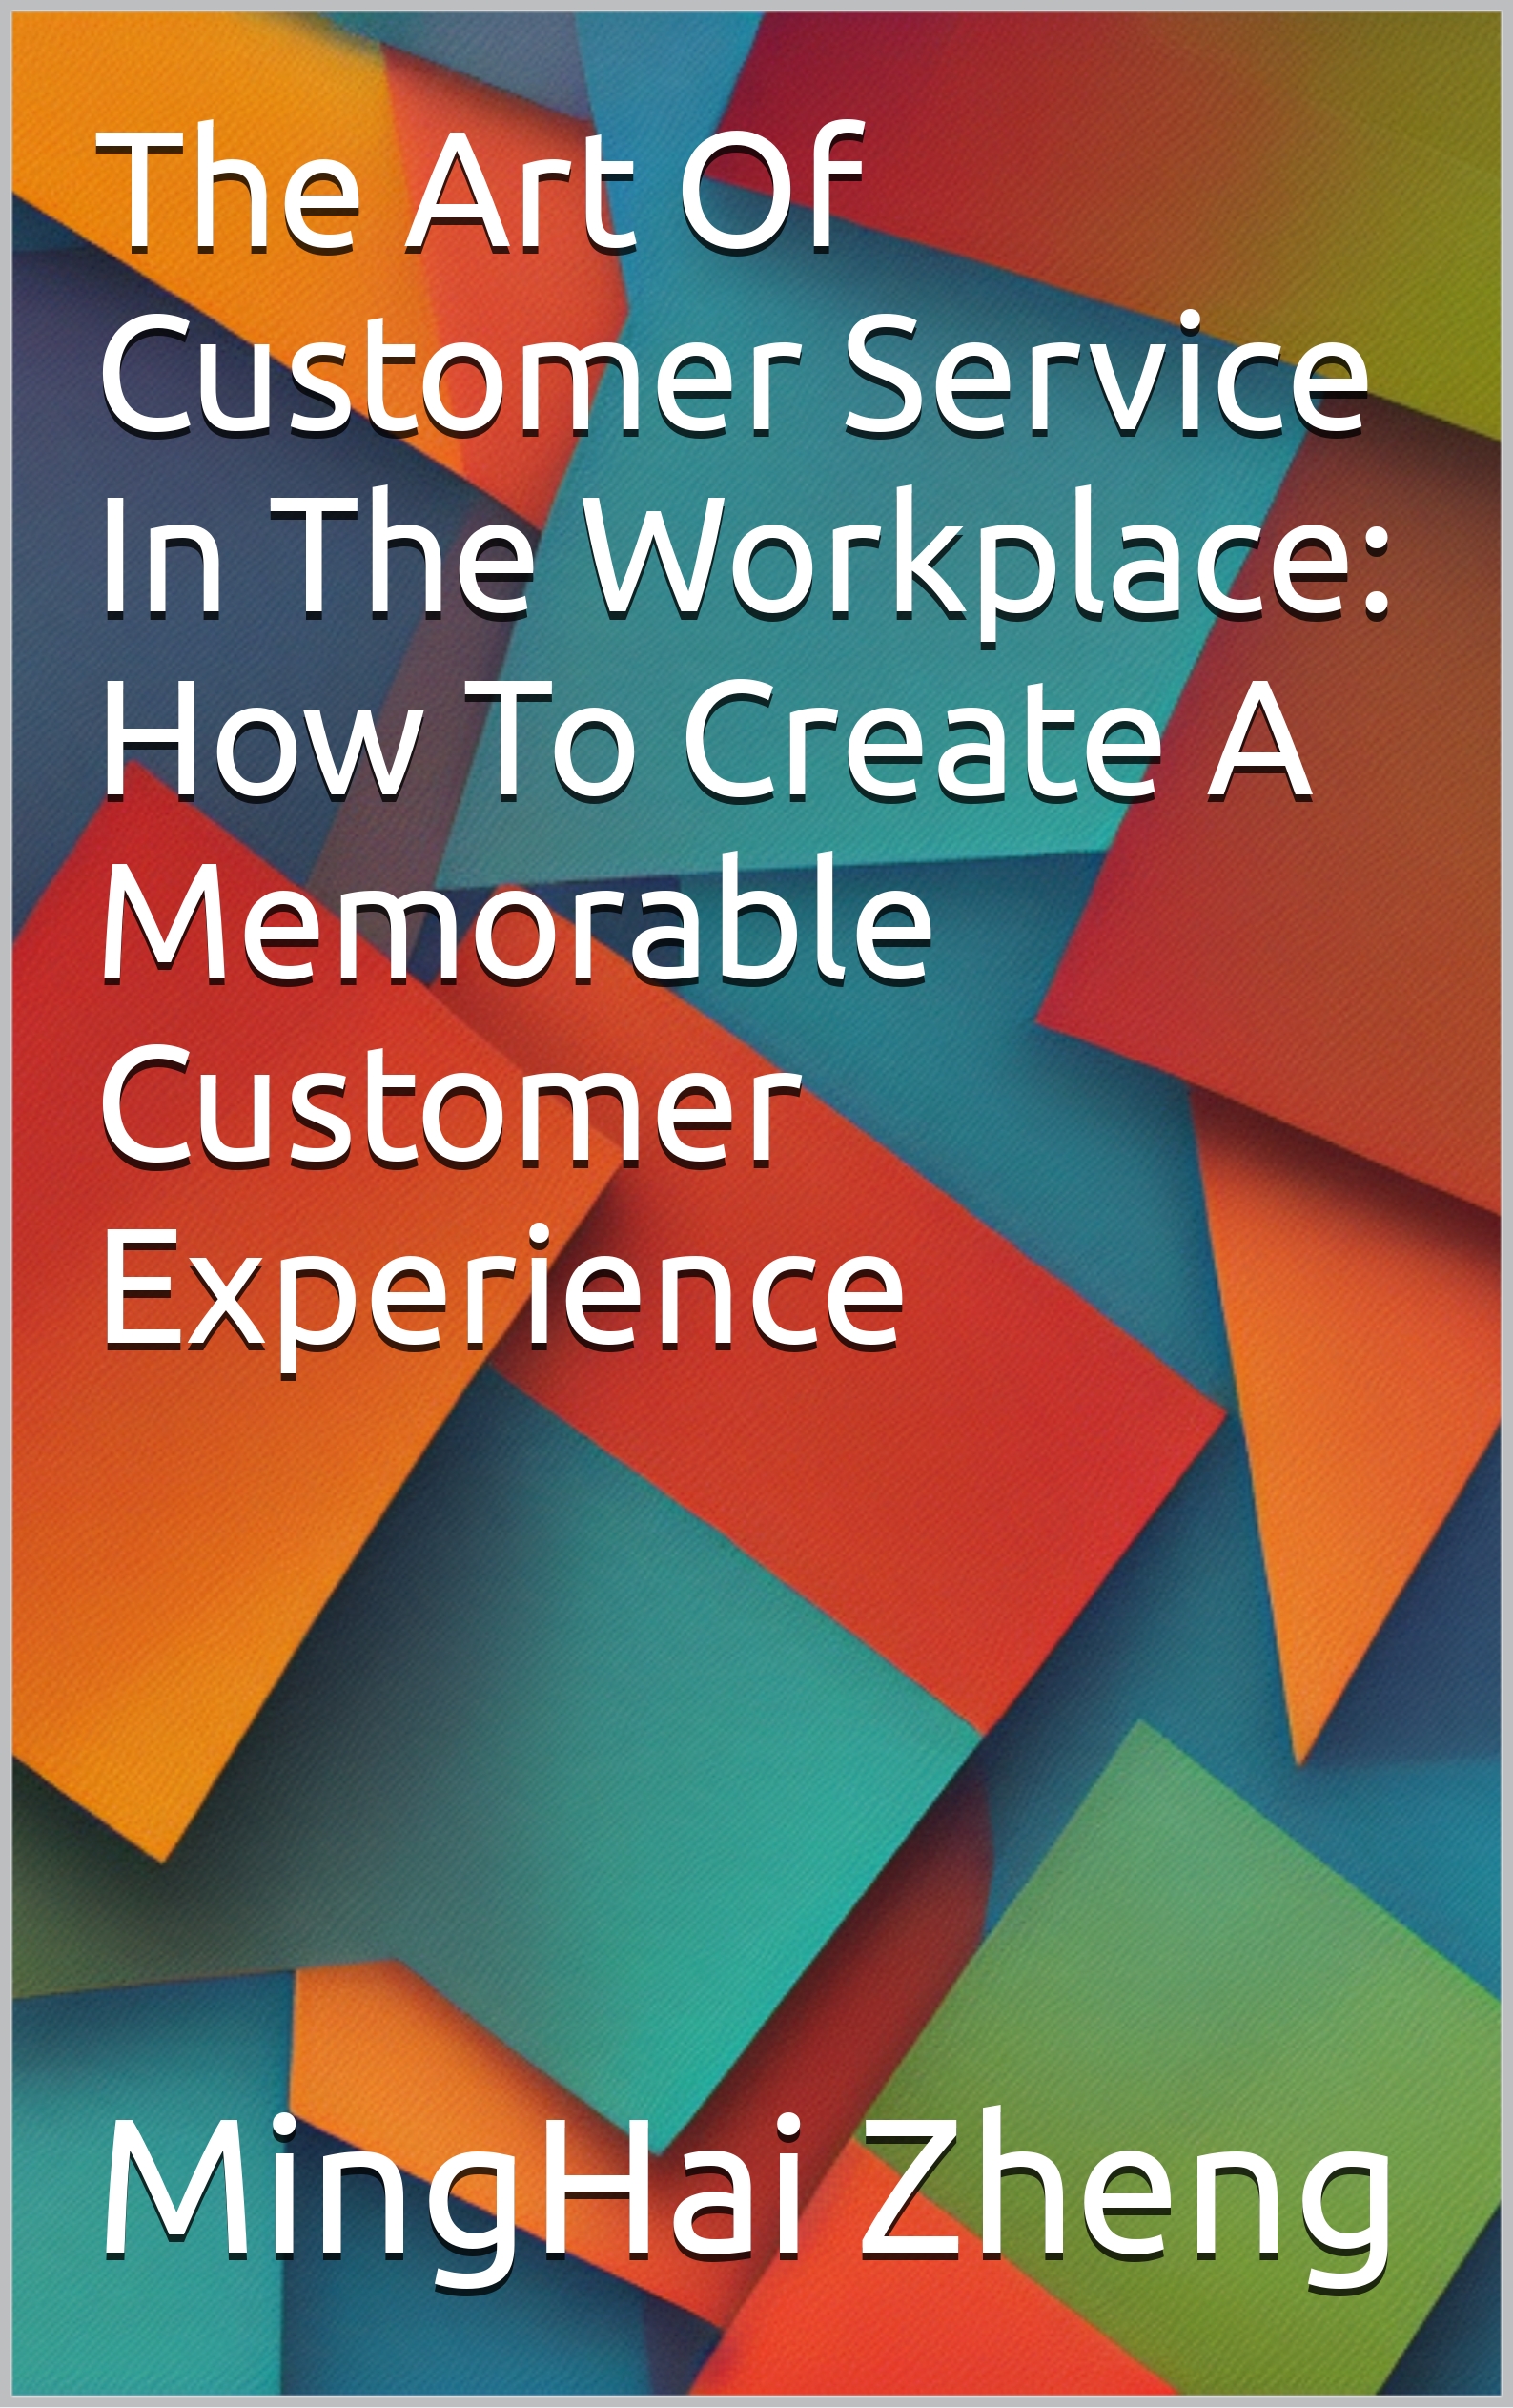 The Art Of
Customer Service
In The Workplace:
How To Create A
Memorable
Customer
Experience
MingHai Zheng